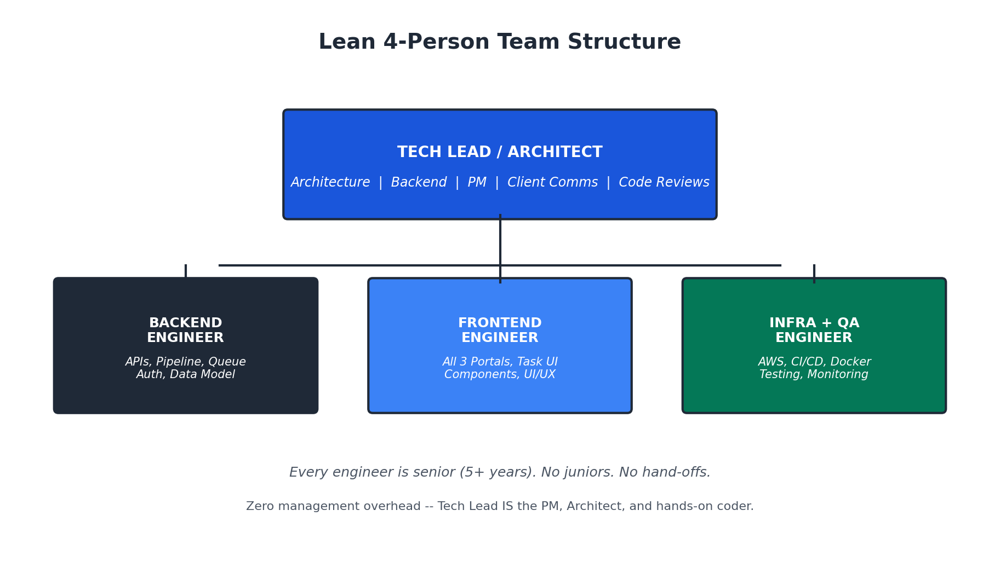 Lean 4-Person Team Structure
TECH LEAD / ARCHITECT
Architecture | Backend | PM | Client Comms | Code Reviews
BACKEND
ENGINEER
APIs, Pipeline, Queue
Auth, Data Model
FRONTEND
ENGINEER
All 3 Portals, Task UI
Components, UI/UX
INFRA + QA
ENGINEER
AWS, CI/CD, Docker
Testing, Monitoring
Every engineer is senior (5+ years). No juniors. No hand-offs.
Zero management overhead -- Tech Lead IS the PM, Architect, and hands-on coder.